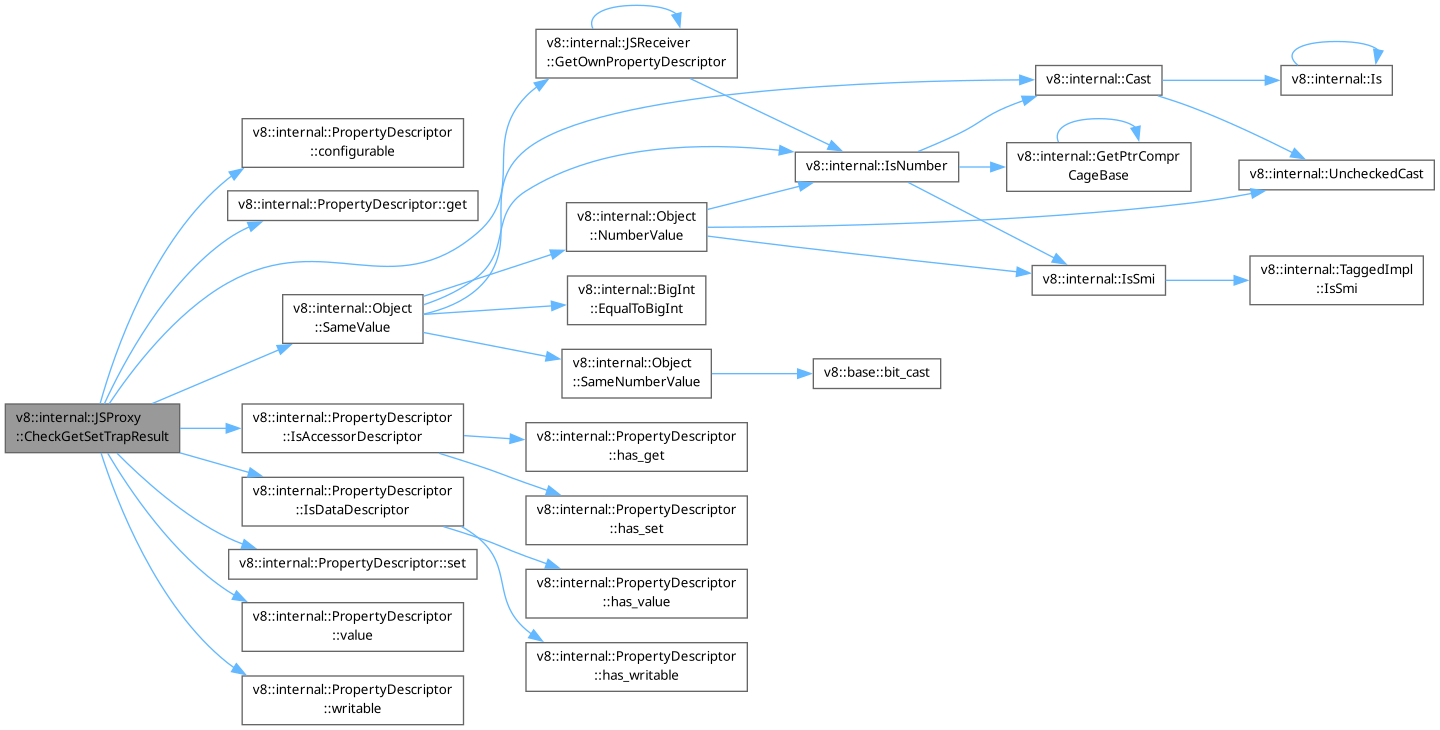 v8::internal::JSProxy
::CheckGetSetTrapResult
v8::internal::PropertyDescriptor
::configurable
v8::internal::PropertyDescriptor::get
v8::internal::JSReceiver
::GetOwnPropertyDescriptor
v8::internal::IsNumber
v8::internal::Cast
v8::internal::Is
v8::internal::UncheckedCast
v8::internal::GetPtrCompr
CageBase
v8::internal::IsSmi
v8::internal::TaggedImpl
::IsSmi
v8::internal::Object
::SameValue
v8::internal::Object
::NumberValue
v8::internal::BigInt
::EqualToBigInt
v8::internal::Object
::SameNumberValue
v8::base::bit_cast
v8::internal::PropertyDescriptor
::IsAccessorDescriptor
v8::internal::PropertyDescriptor
::has_get
v8::internal::PropertyDescriptor
::has_set
v8::internal::PropertyDescriptor
::IsDataDescriptor
v8::internal::PropertyDescriptor
::has_value
v8::internal::PropertyDescriptor
::has_writable
v8::internal::PropertyDescriptor::set
v8::internal::PropertyDescriptor
::value
v8::internal::PropertyDescriptor
::writable